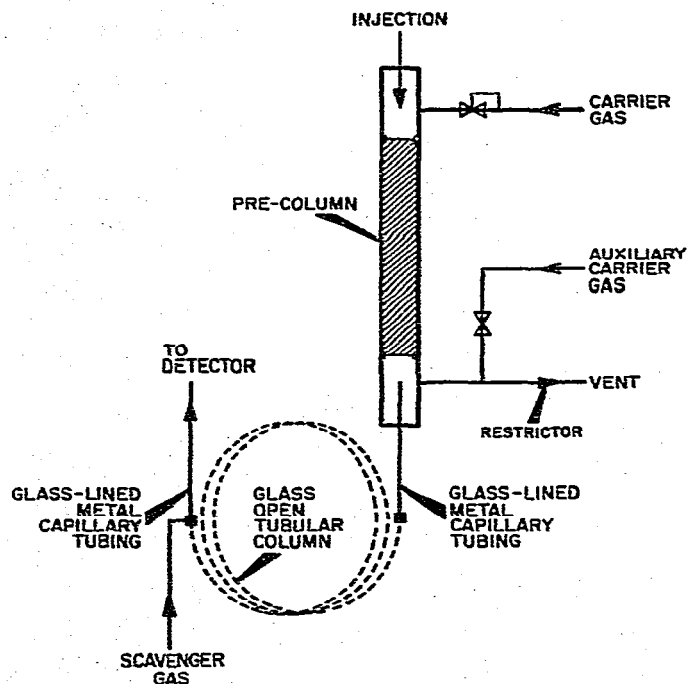 INJECTION
CARRIER
GAS
PRE-COLUMN
AUXILIARY
CARRIER
GAS
TO
DETECTOR
VENT
RESTRICTOR
GLASS-LINED
METAL
CAPILLARY
TUBING
GLASS
OPEN
TUBULAR
COLUMN
GLASS-LINED
METAL
CAPILLARY
TUBING
SCAVENGER
GAS